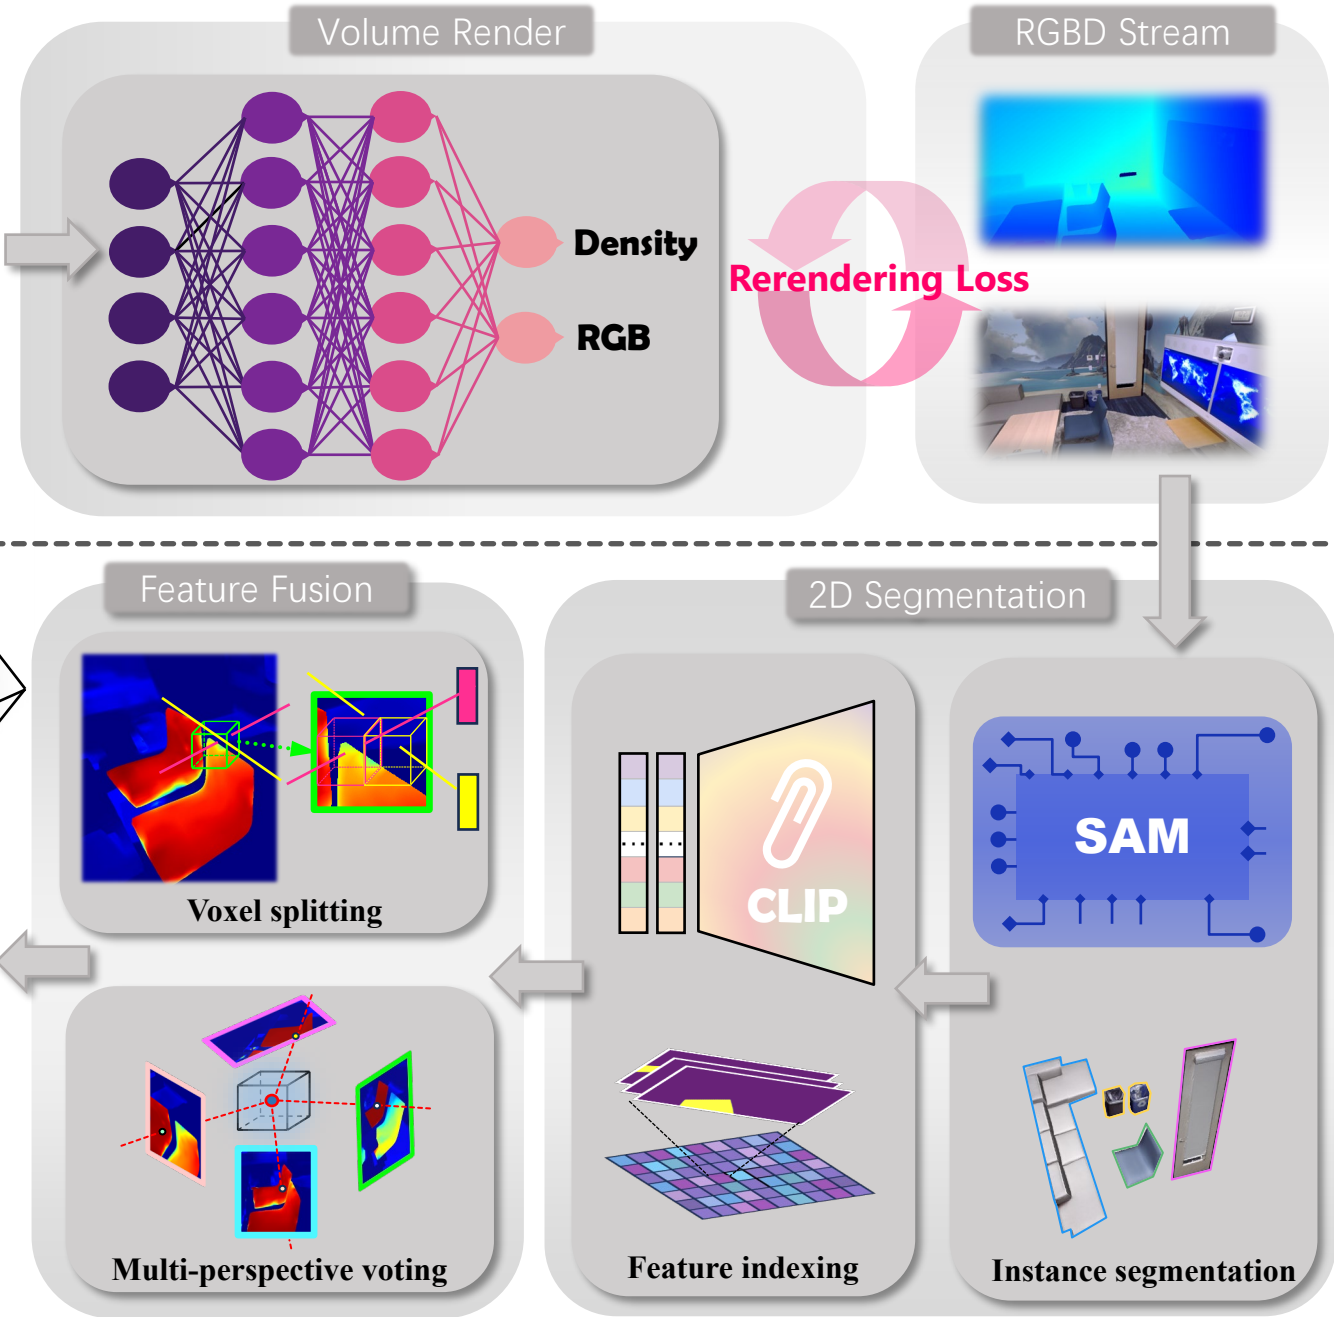 Volume Render
RGBD Stream
Density
RGB
Rerendering Loss
Feature Fusion
2D Segmentation
Voxel splitting
Multi-perspective voting
CLIP
Feature indexing
SAM
Instance segmentation